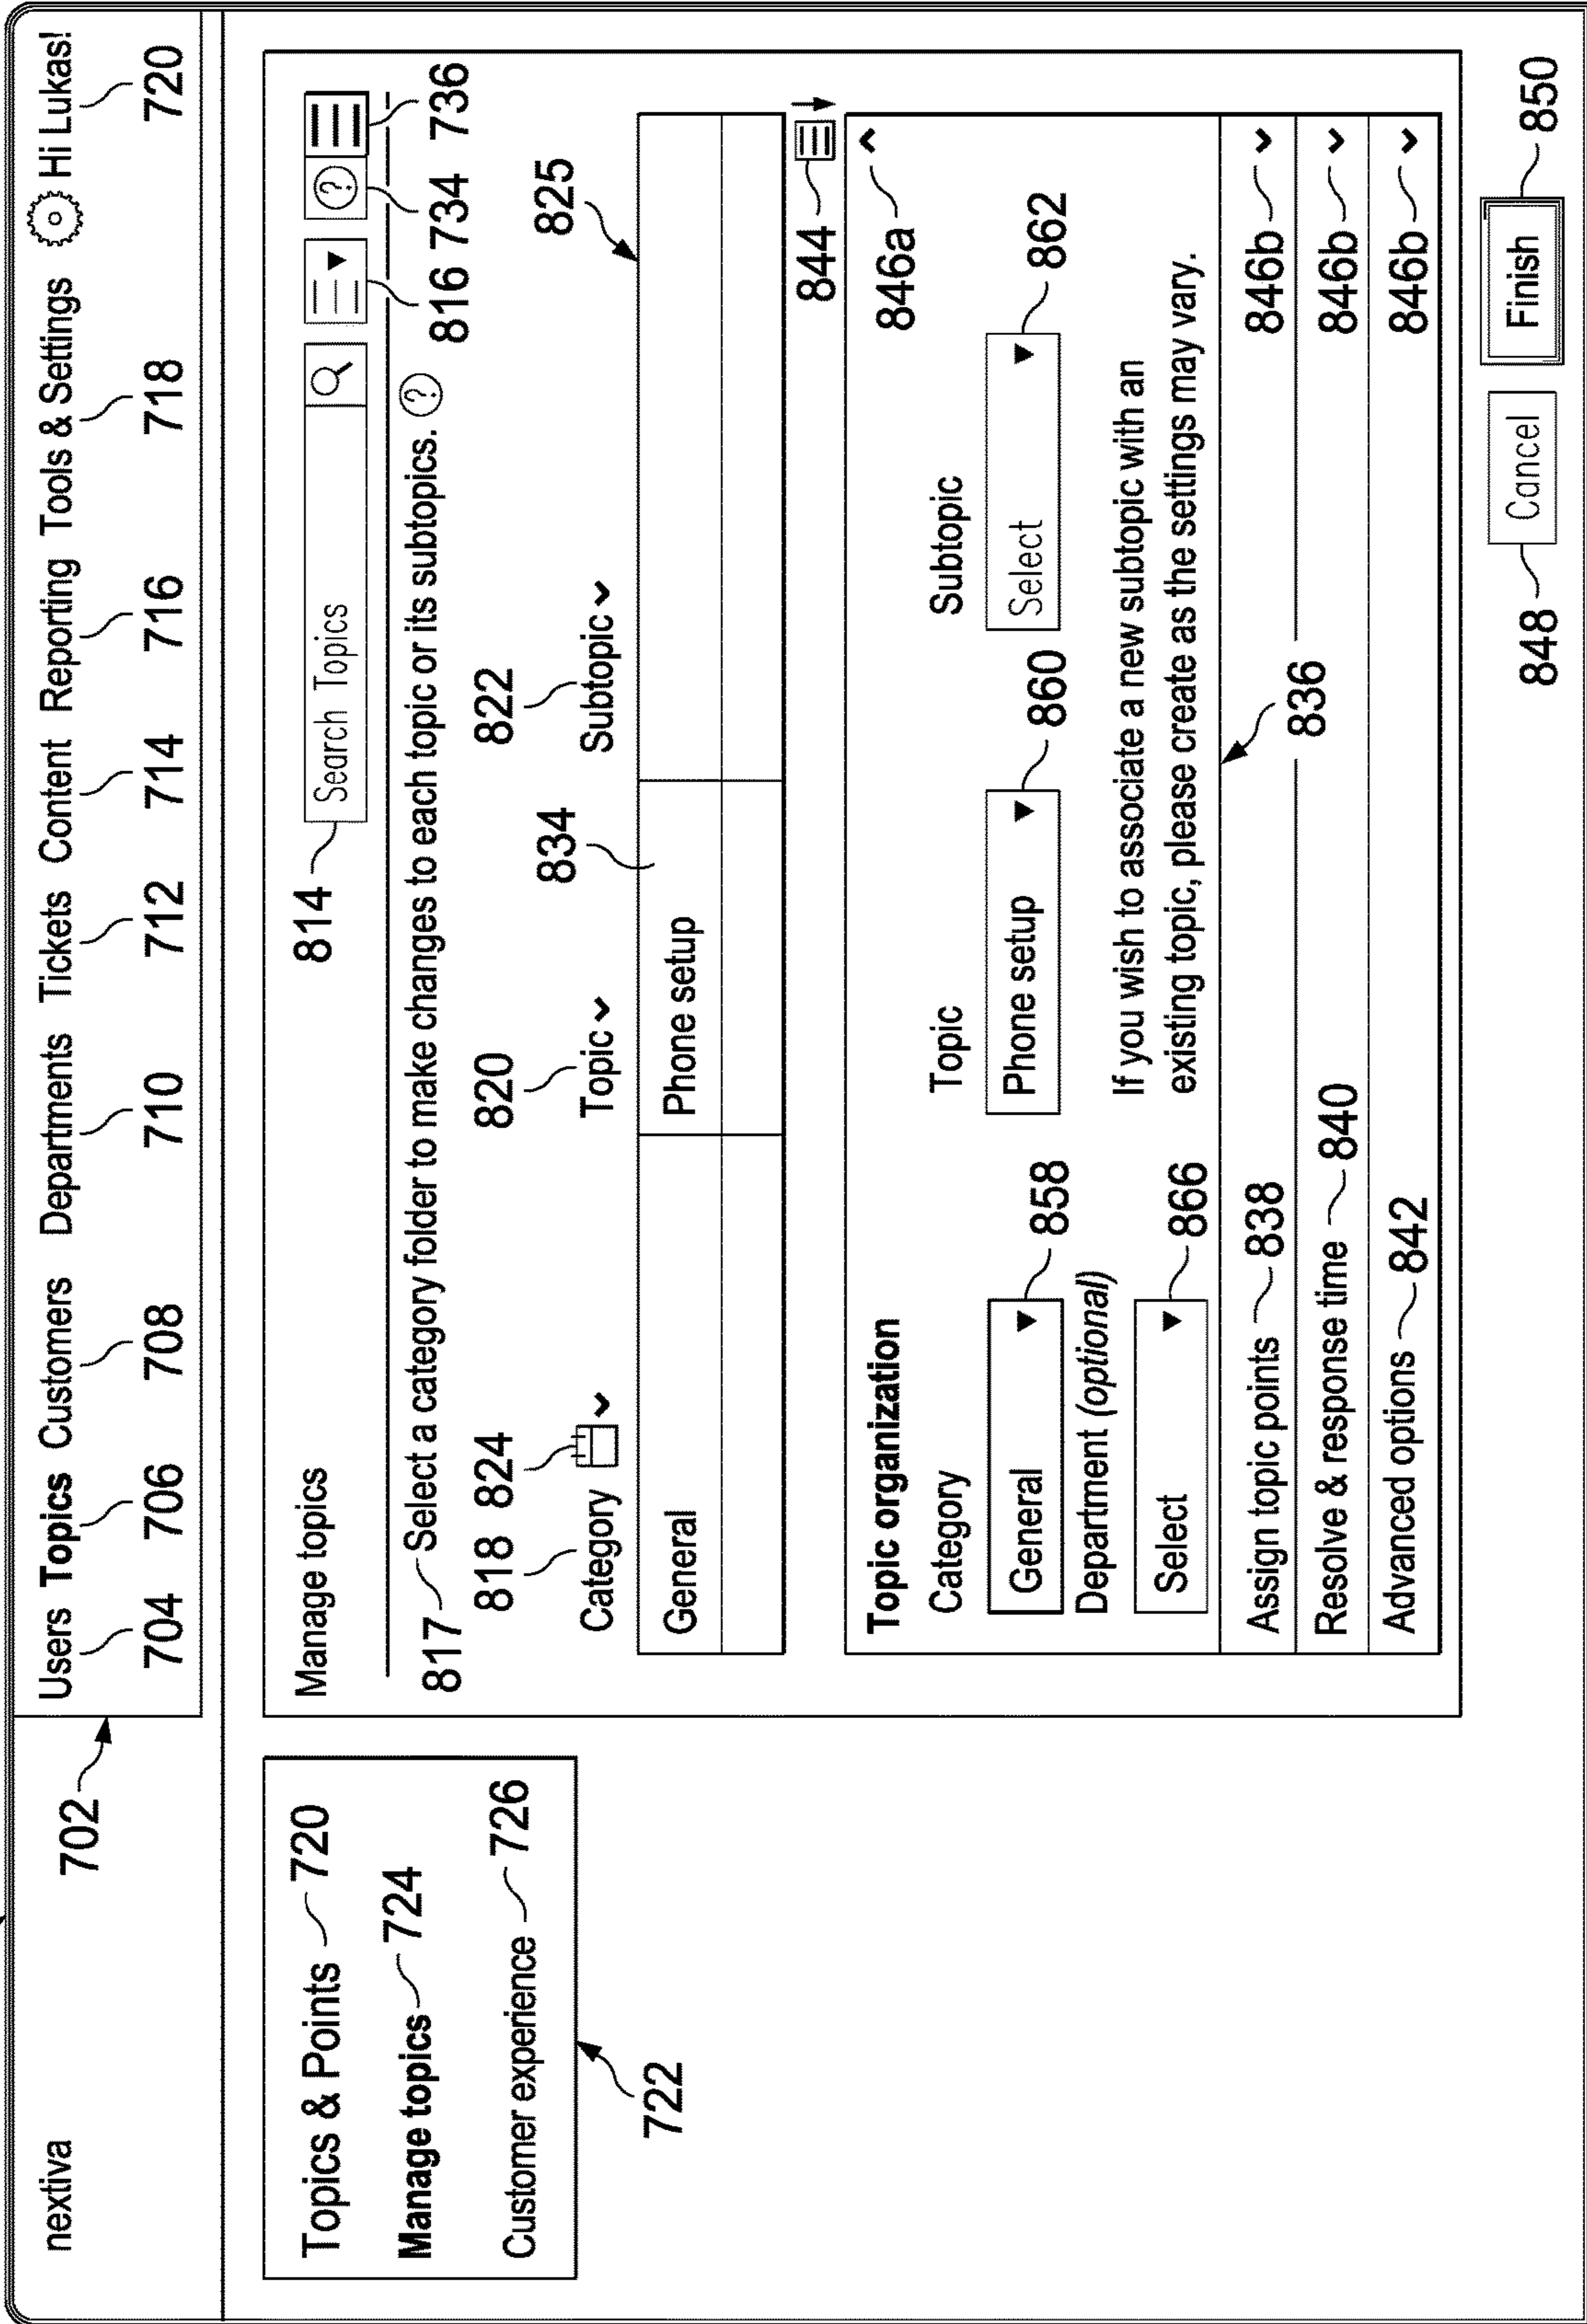 nextiva
702
Users Topics Customers Departments Tickets Content Reporting Tools & Settings Hi Lukas!
704 706 708 710 712 714 716 718 720
Topics & Points 720
Manage topics 724
Customer experience 726
722
Manage topics
814 Search Topics
816 734 736
817 Select a category folder to make changes to each topic or its subtopics. ?
818 824 820 822
Category Topic Subtopic
834 825
General Phone setup
844
Topic organization 846a
Category Topic Subtopic
General 858 Phone setup 860 Select 862
Department (optional)
Select 866
If you wish to associate a new subtopic with an
existing topic, please create as the settings may vary.
836
Assign topic points 838 846b
Resolve & response time 840 846b
Advanced options 842 846b
848 Cancel Finish 850